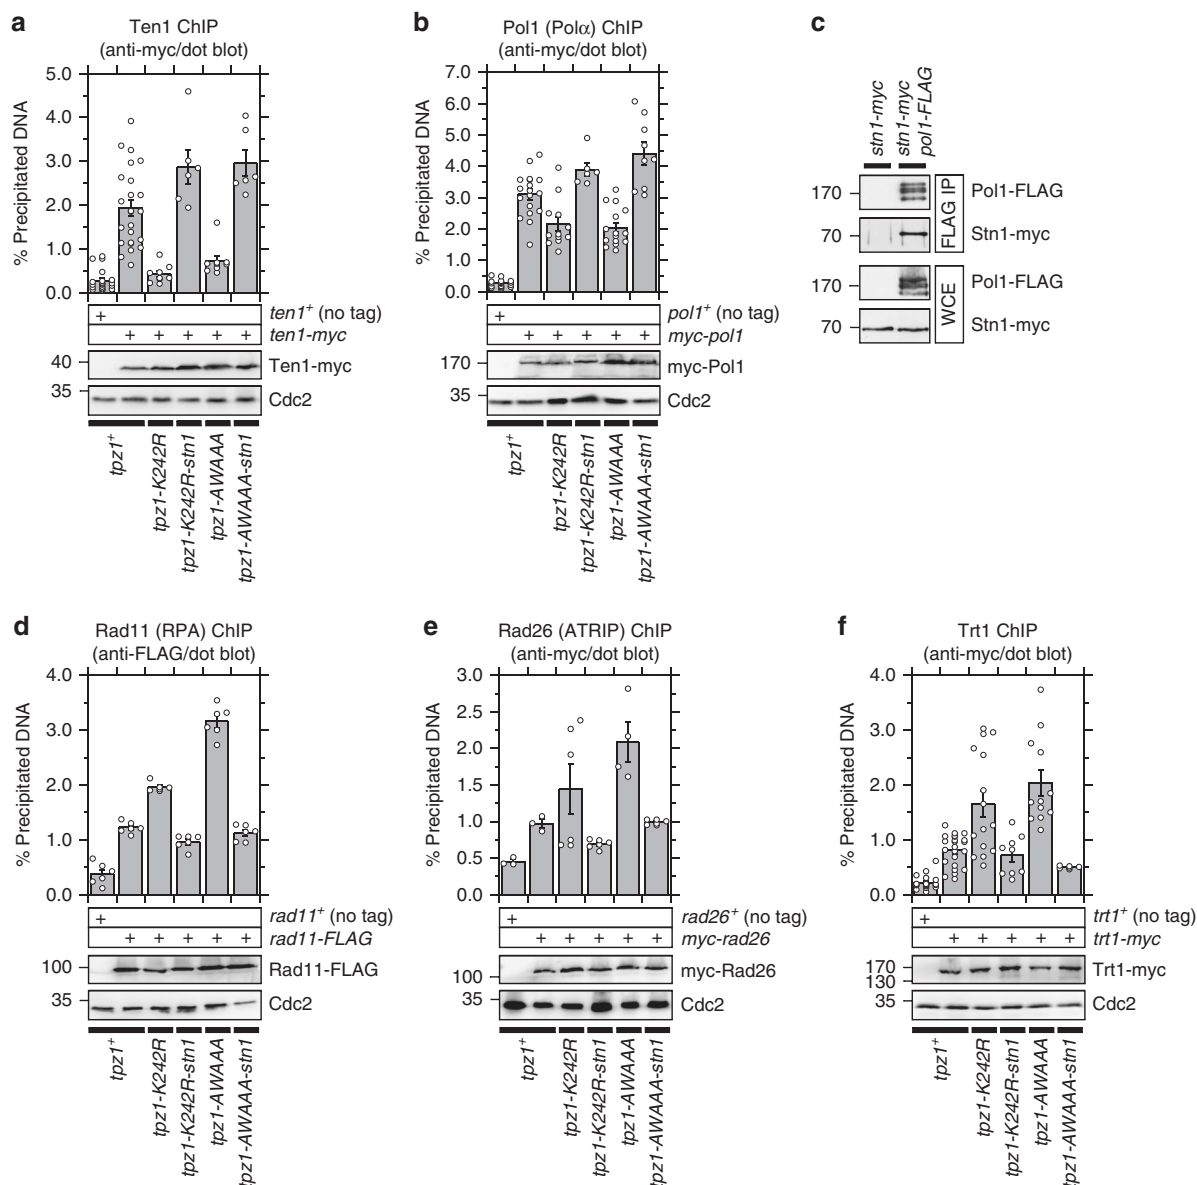 a
Ten1 ChIP
(anti-myc/dot blot)
% Precipitated DNA
5.0
4.0
3.0
2.0
1.0
0.0
+ ten1+ (no tag)
+ + + + + ten1-myc
40 Ten1-myc
35 Cdc2
tpz1+
tpz1-K242R
tpz1-K242R-stn1
tpz1-AWAAA
tpz1-AWAAA-stn1
b
Pol1 (Polα) ChIP
(anti-myc/dot blot)
% Precipitated DNA
7.0
6.0
5.0
4.0
3.0
2.0
1.0
0.0
+ pol1+ (no tag)
+ + + + + myc-pol1
170 myc-Pol1
35 Cdc2
tpz1+
tpz1-K242R
tpz1-K242R-stn1
tpz1-AWAAA
tpz1-AWAAA-stn1
c
stn1-myc
stn1-myc
pol1-FLAG
170 Pol1-FLAG
70 Stn1-myc
FLAG IP
170 Pol1-FLAG
70 Stn1-myc
WCE
d
Rad11 (RPA) ChIP
(anti-FLAG/dot blot)
% Precipitated DNA
4.0
3.0
2.0
1.0
0.0
+ rad11+ (no tag)
+ + + + + rad11-FLAG
100 Rad11-FLAG
35 Cdc2
tpz1+
tpz1-K242R
tpz1-K242R-stn1
tpz1-AWAAA
tpz1-AWAAA-stn1
e
Rad26 (ATRIP) ChIP
(anti-myc/dot blot)
% Precipitated DNA
3.0
2.5
2.0
1.5
1.0
0.5
0.0
+ rad26+ (no tag)
+ + + + + myc-rad26
100 myc-Rad26
35 Cdc2
tpz1+
tpz1-K242R
tpz1-K242R-stn1
tpz1-AWAAA
tpz1-AWAAA-stn1
f
Trt1 ChIP
(anti-myc/dot blot)
% Precipitated DNA
4.0
3.0
2.0
1.0
0.0
+ trt1+ (no tag)
+ + + + + trt1-myc
170 Trt1-myc
130
35 Cdc2
tpz1+
tpz1-K242R
tpz1-K242R-stn1
tpz1-AWAAA
tpz1-AWAAA-stn1